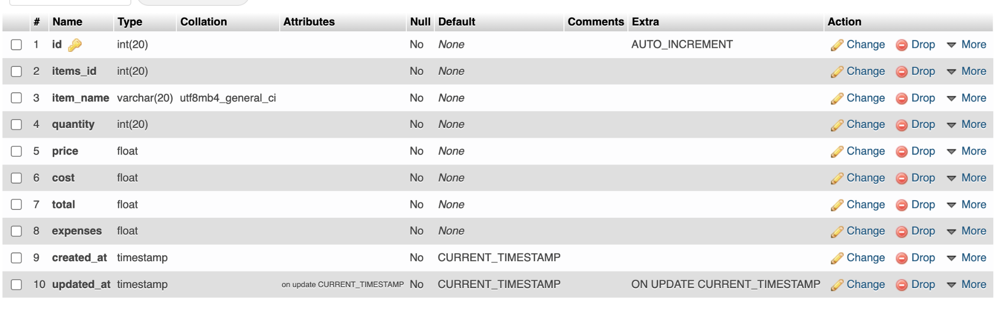 # Name Type Collation Attributes Null Default Comments Extra Action
1 id int(20) No None AUTO_INCREMENT Change Drop More
2 items_id int(20) No None Change Drop More
3 item_name varchar(20) utf8mb4_general_ci No None Change Drop More
4 quantity int(20) No None Change Drop More
5 price float No None Change Drop More
6 cost float No None Change Drop More
7 total float No None Change Drop More
8 expenses float No None Change Drop More
9 created_at timestamp No CURRENT_TIMESTAMP Change Drop More
10 updated_at timestamp on update CURRENT_TIMESTAMP No CURRENT_TIMESTAMP ON UPDATE CURRENT_TIMESTAMP Change Drop More